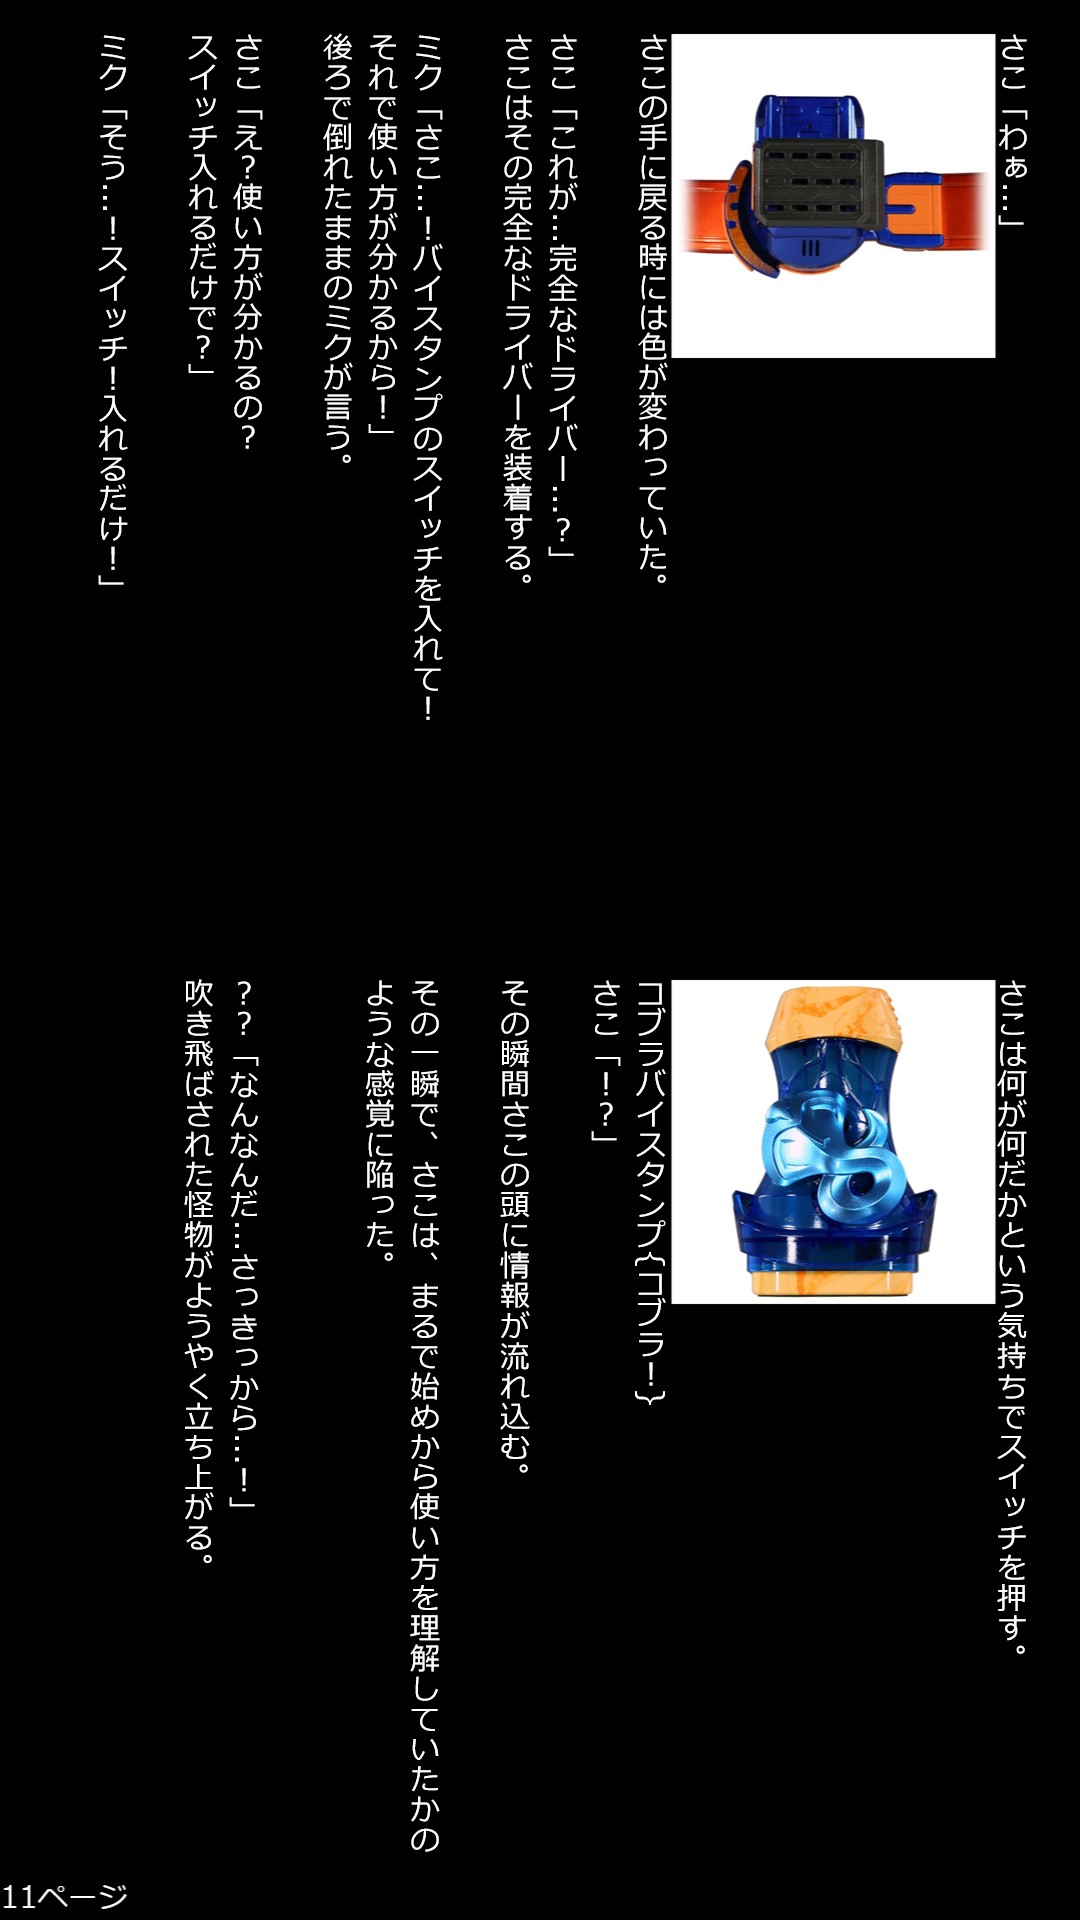 さこ「わぁ…」
さこの手に戻る時には色が変わっていた。
さこ「これが…完全なドライバー…？」
さこはその完全なドライバーを装着する。
ミク「さこ…！バイスタンプのスイッチを入れて！
それで使い方が分かるから！」
後ろで倒れたままのミクが言う。
さこ「え？使い方が分かるの？
スイッチ入れるだけで？」
ミク「そう…！スイッチ！入れるだけ！」
さこは何が何だかという気持ちでスイッチを押す。
コブラバイスタンプ{コブラ！}
さこ「！？」
その瞬間さこの頭に情報が流れ込む。
その一瞬で、さこは、まるで始めから使い方を理解していたかの
ような感覚に陥った。
？？「なんなんだ…さっきっから…！」
吹き飛ばされた怪物がようやく立ち上がる。
11ページ